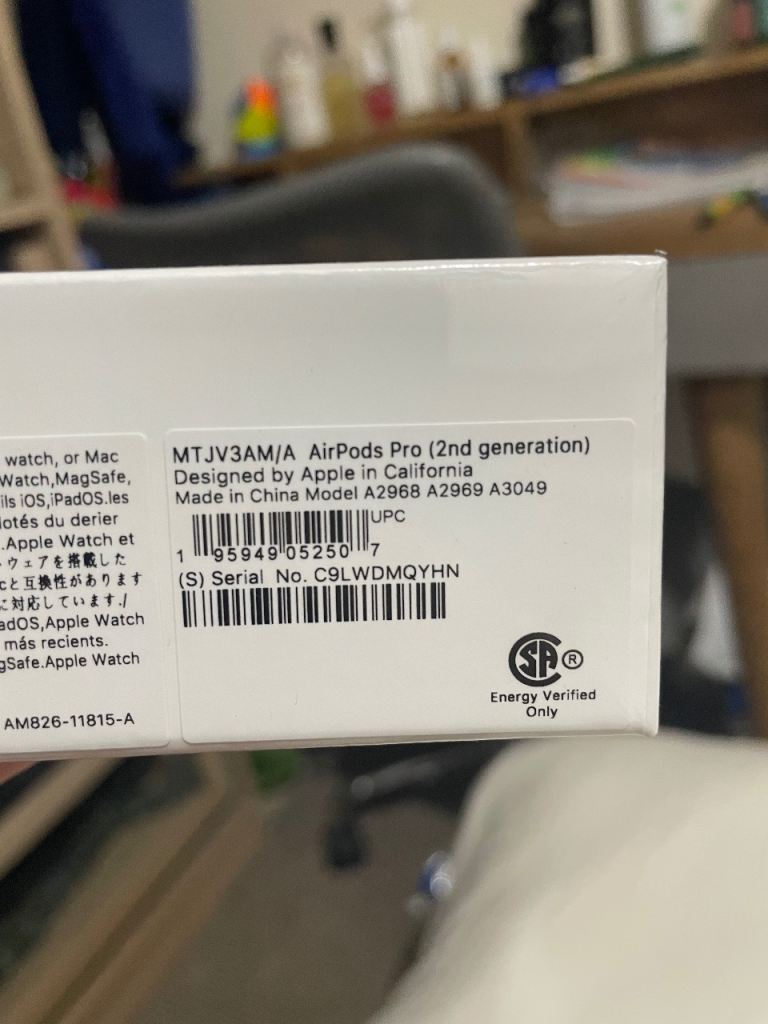 watch, or Mac
Watch,MagSafe,
ils iOS,iPadOS.les
lotés du derier
.Apple Watch et
ウェアを搭載した
cと互換性があります
に対応しています./
adOS,Apple Watch
más recients.
gSafe.Apple Watch
AM826-11815-A
MTJV3AM/A AirPods Pro (2nd generation)
Designed by Apple in California
Made in China Model A2968 A2969 A3049
UPC
1 95949 05250 7
(S) Serial No. C9LWDMQYHN
SA ®
Energy Verified
Only